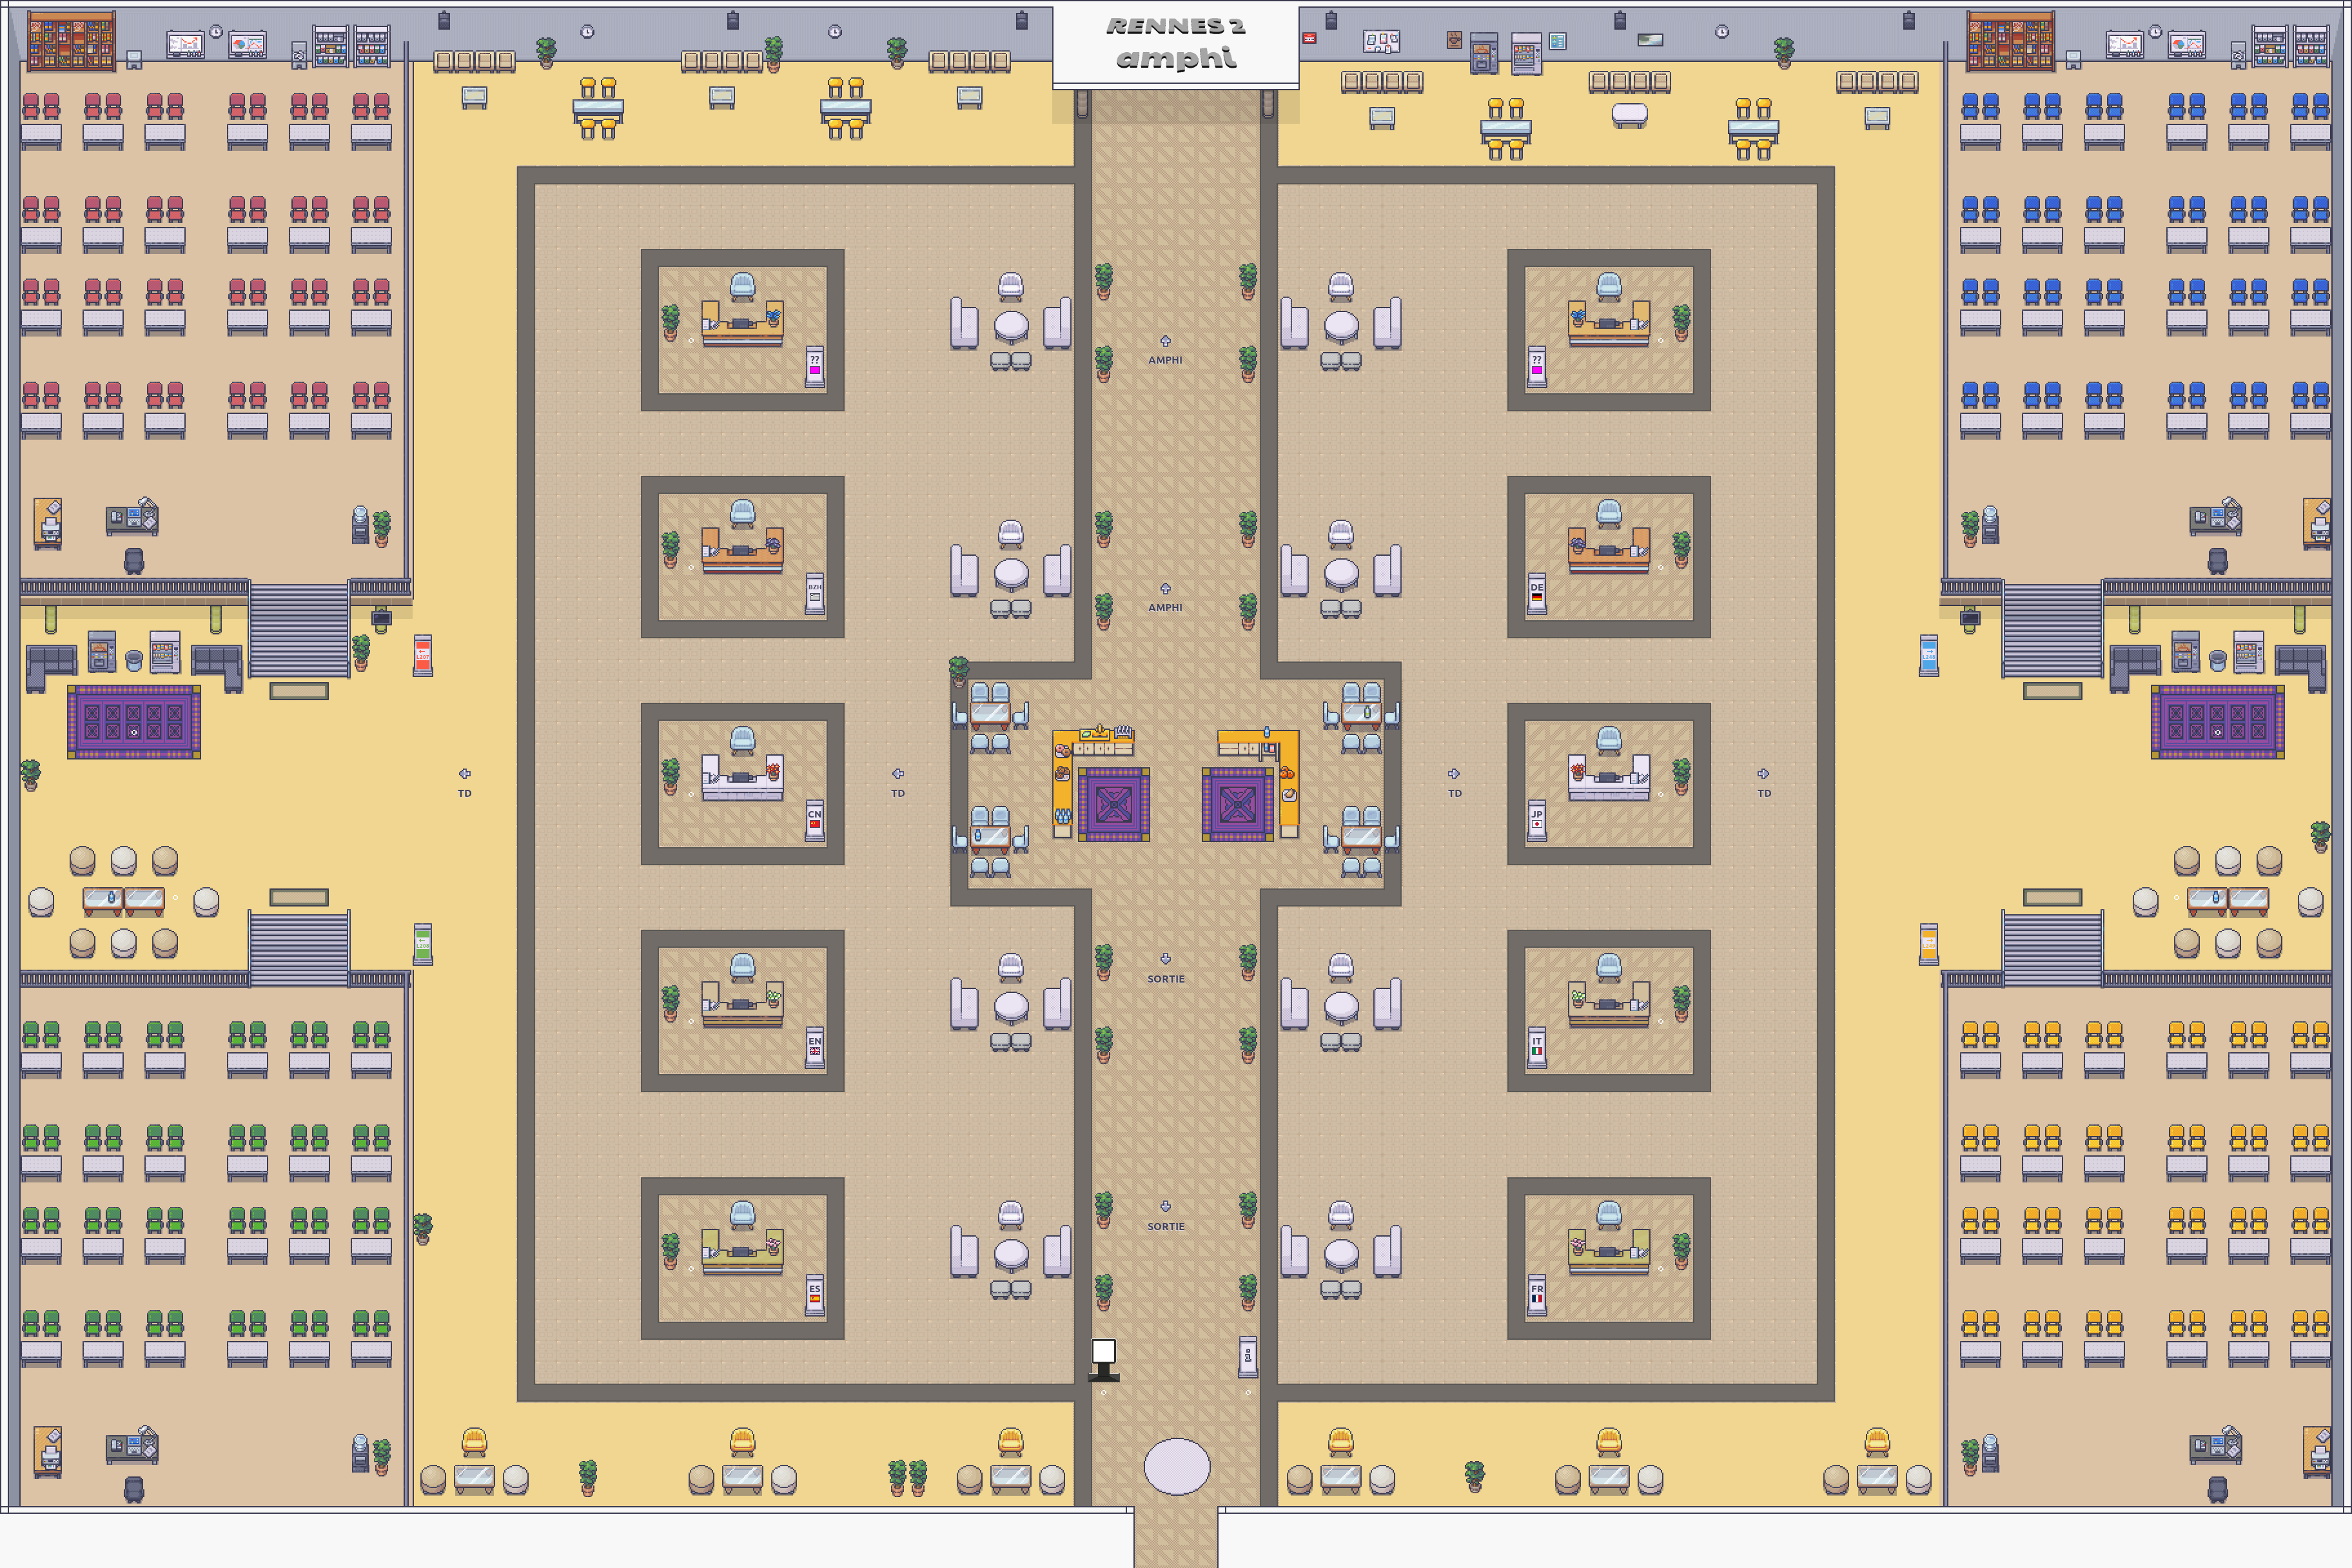 RENNES 2
amphi
AMPHI
??
??
AMPHI
BZH
DE
TD
TD
TD
TD
CN
JP
SORTIE
EN
IT
SORTIE
ES
FR